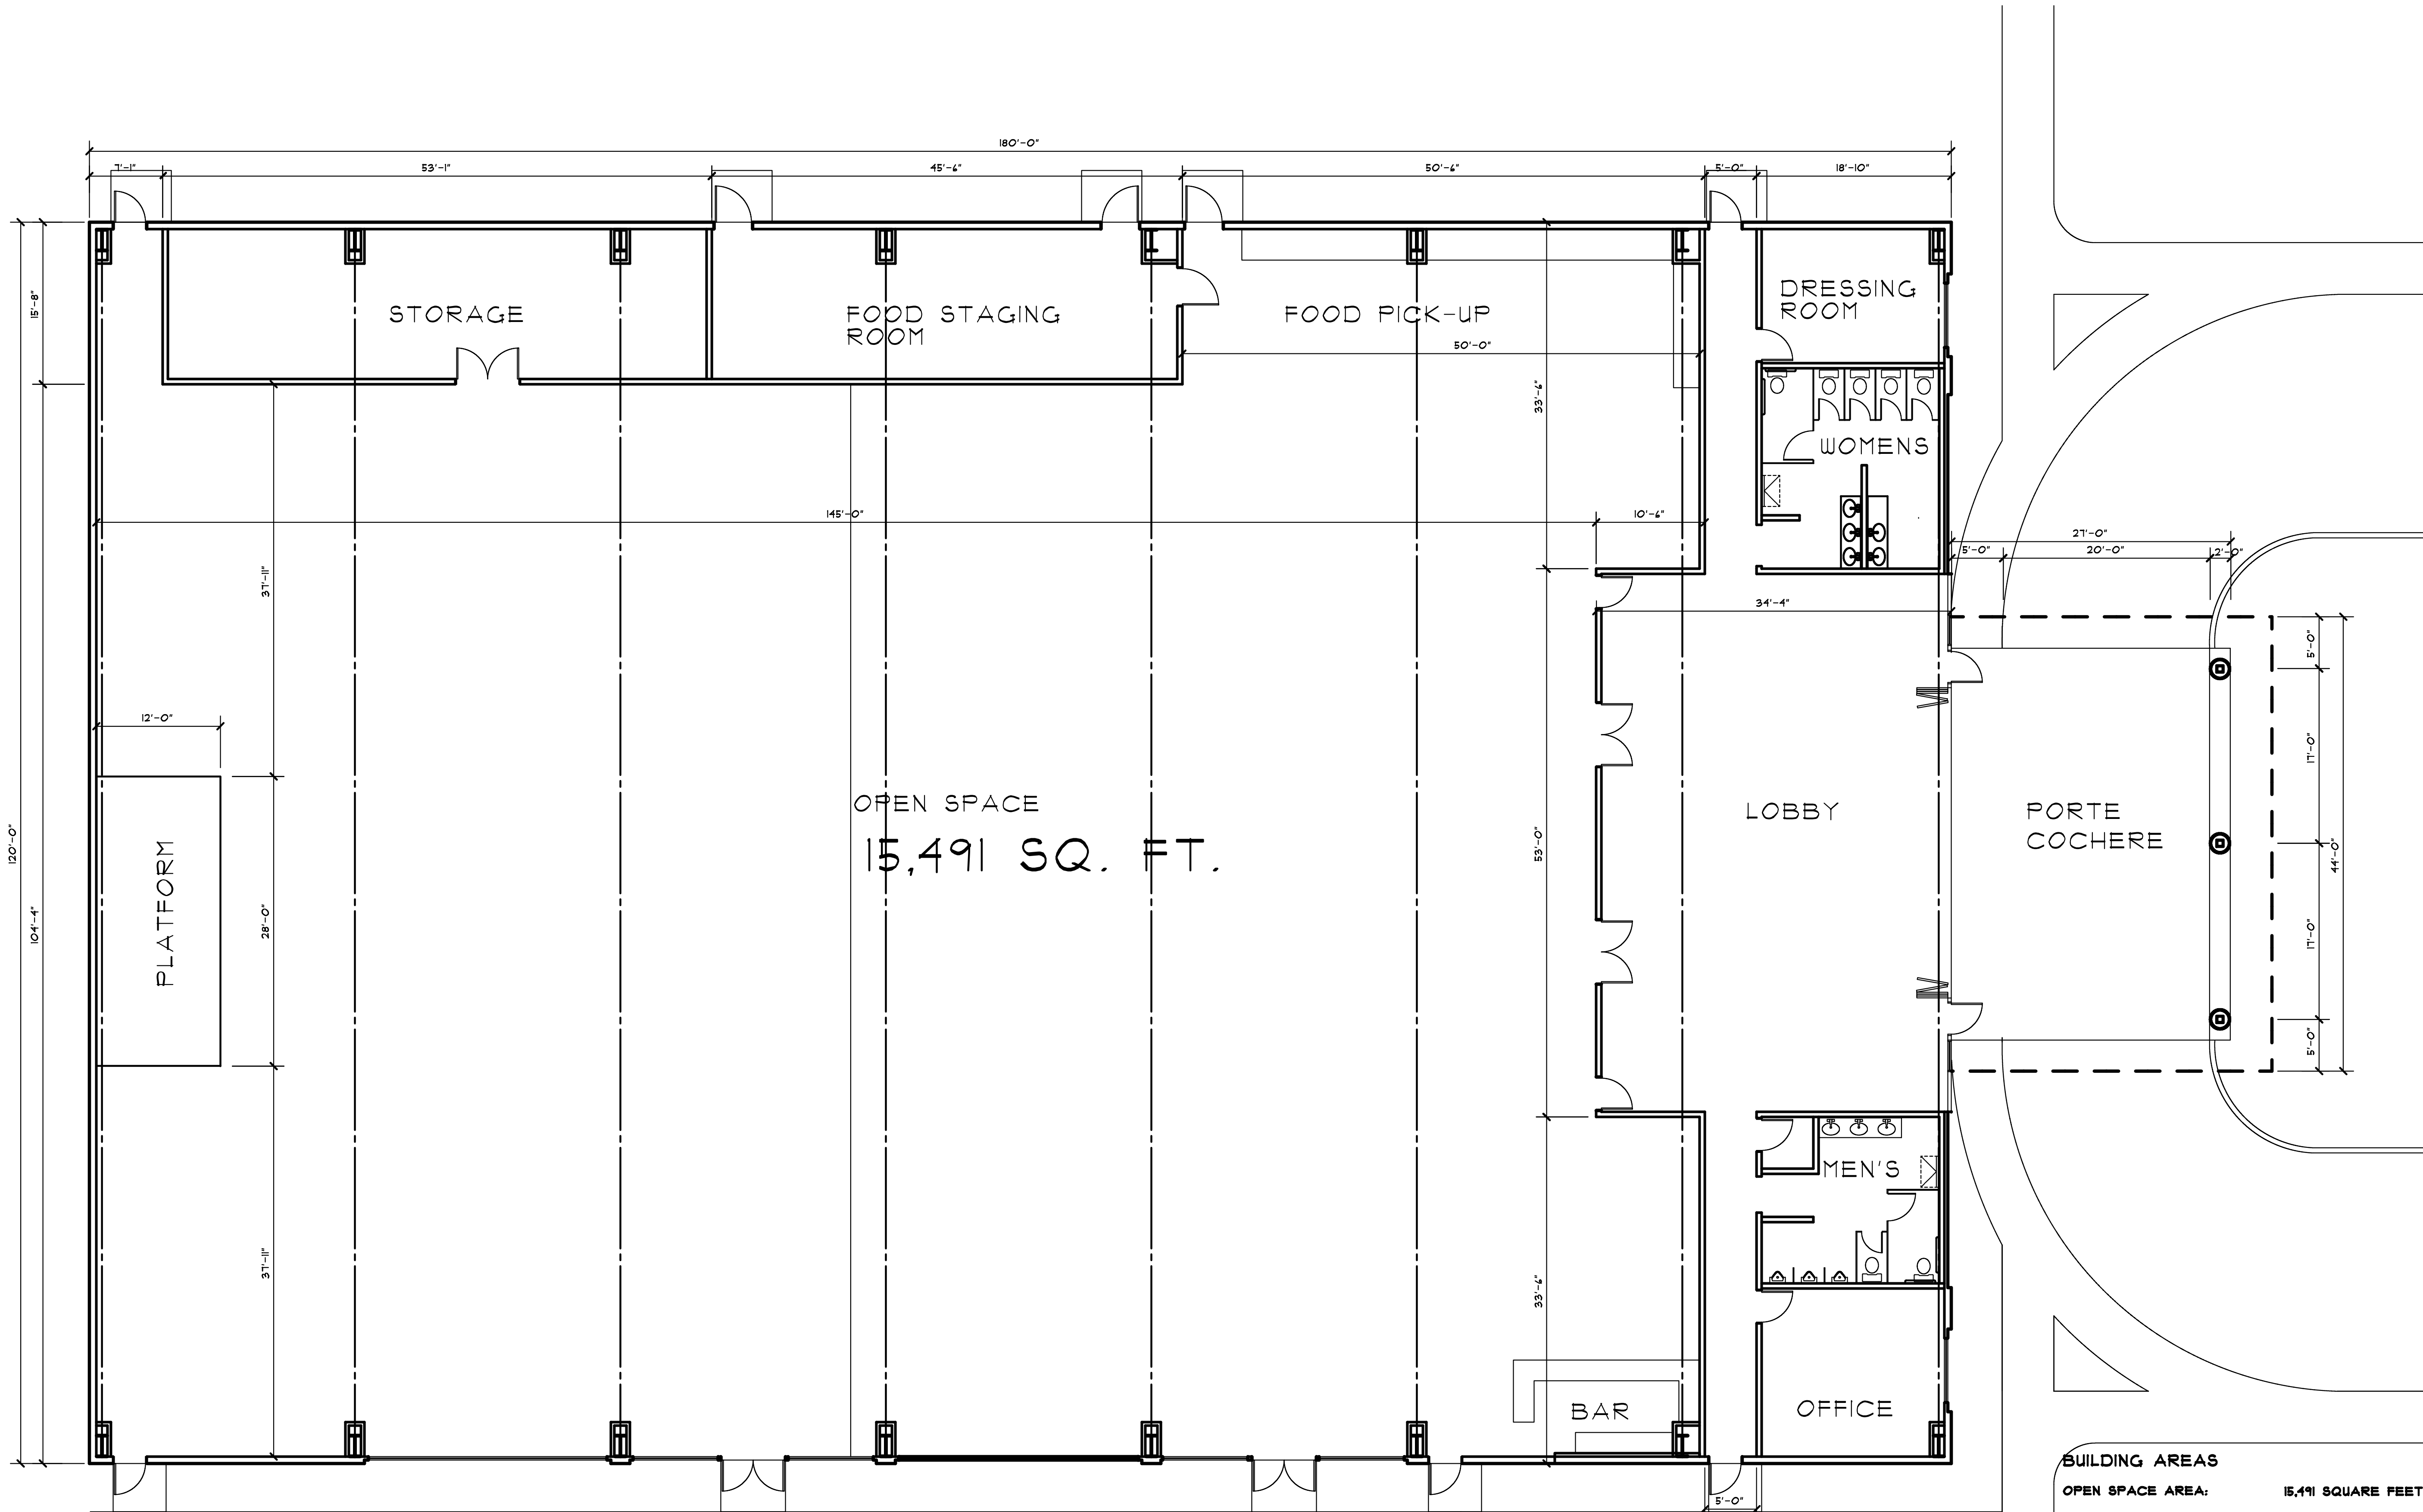 180'-0"
7'-1"
53'-1"
45'-6"
50'-6"
5'-0"
18'-10"
15'-8"
STORAGE
FOOD STAGING
ROOM
FOOD PICK-UP
DRESSING
ROOM
50'-0"
33'-6"
WOMENS
145'-0"
10'-6"
27'-0"
5'-0"
20'-0"
2'-0"
37'-11"
34'-4"
5'-0"
12'-0"
17'-0"
OPEN SPACE
15,491 SQ. FT.
LOBBY
PORTE
COCHERE
120'-0"
104'-4"
PLATFORM
28'-0"
53'-0"
44'-0"
17'-0"
5'-0"
MEN'S
37'-11"
33'-6"
BAR
OFFICE
BUILDING AREAS
OPEN SPACE AREA: 15,491 SQUARE FEET
5'-0"